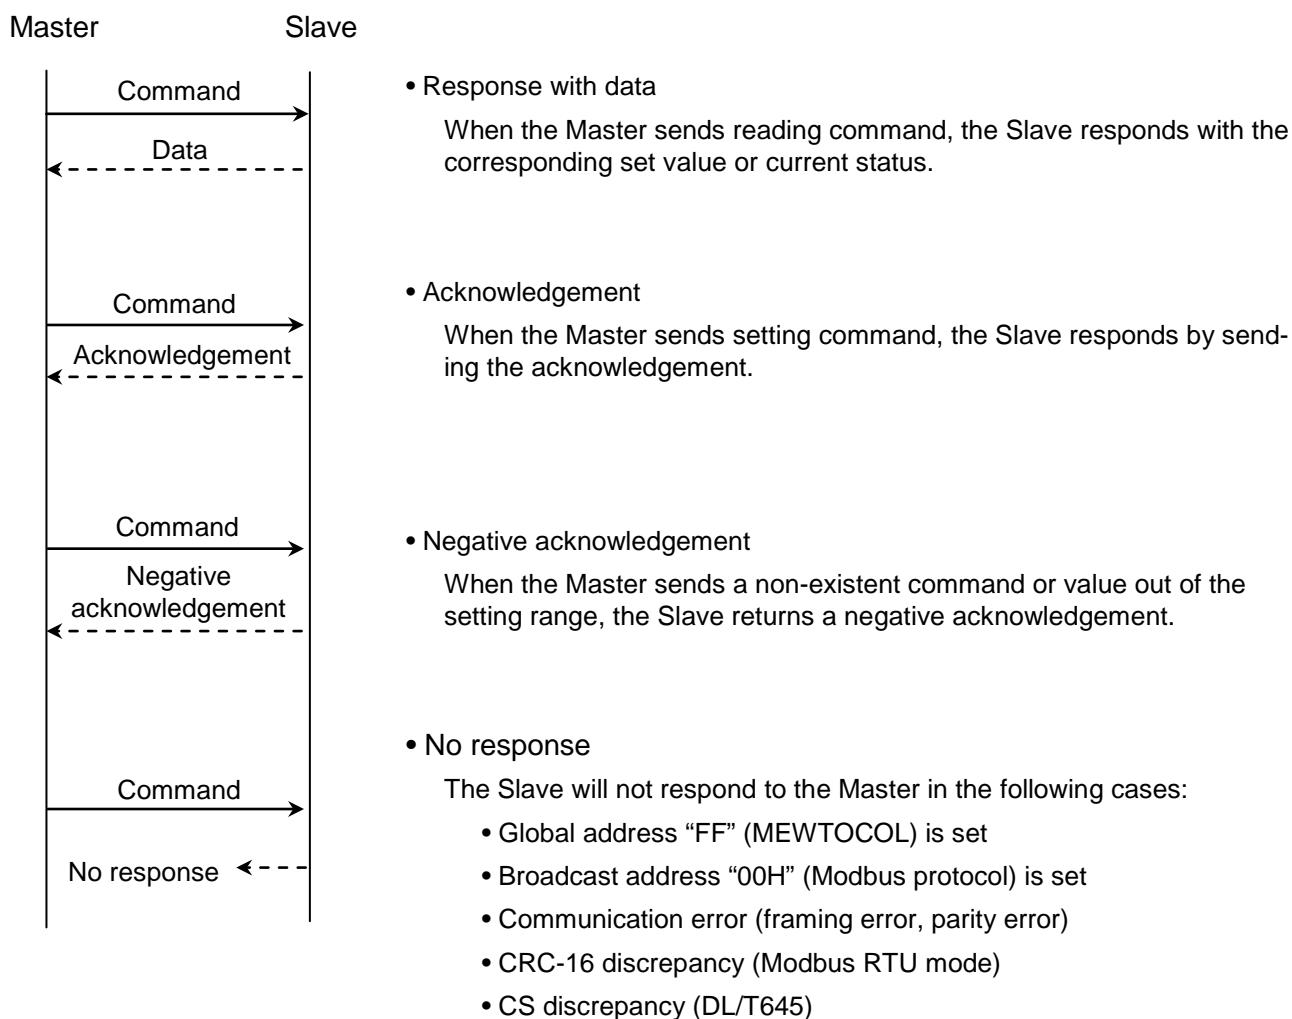 Master Slave
Command
Data
• Response with data
When the Master sends reading command, the Slave responds with the
corresponding set value or current status.
Command
Acknowledgement
• Acknowledgement
When the Master sends setting command, the Slave responds by send-
ing the acknowledgement.
Command
Negative
acknowledgement
• Negative acknowledgement
When the Master sends a non-existent command or value out of the
setting range, the Slave returns a negative acknowledgement.
Command
No response
• No response
The Slave will not respond to the Master in the following cases:
• Global address “FF” (MEWTOCOL) is set
• Broadcast address “00H” (Modbus protocol) is set
• Communication error (framing error, parity error)
• CRC-16 discrepancy (Modbus RTU mode)
• CS discrepancy (DL/T645)